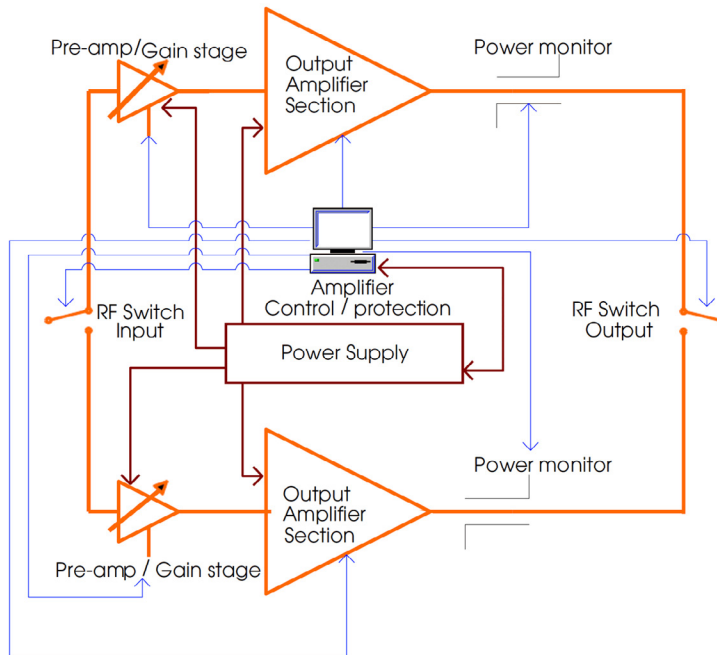 Pre-amp/Gain stage
Output
Amplifier
Section
Power monitor
Amplifier
Control / protection
RF Switch
Input
RF Switch
Output
Power Supply
Power monitor
Output
Amplifier
Section
Pre-amp / Gain stage